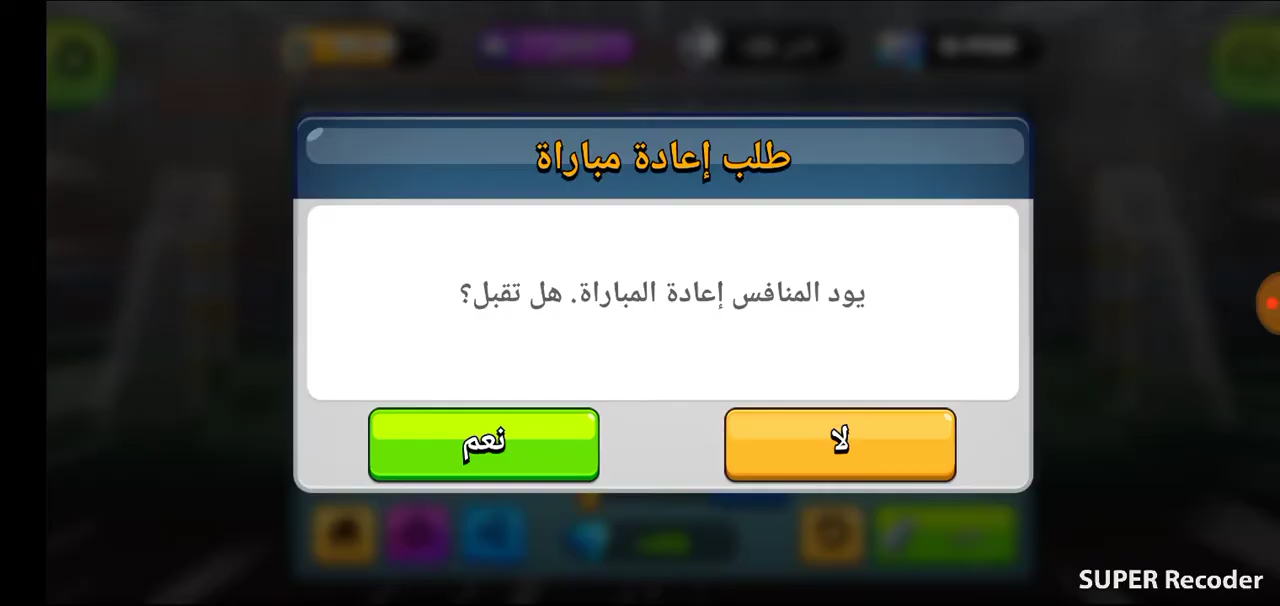 طلب إعادة مباراة
يود المنافس إعادة المباراة. هل تقبل؟
لا
نعم
SUPER Recoder